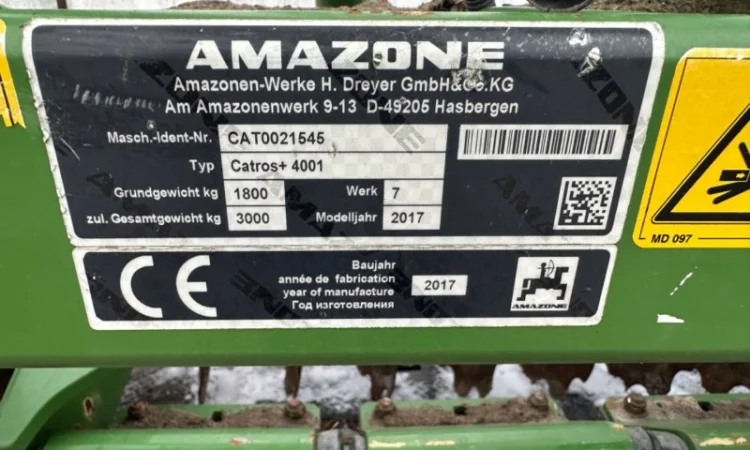 AMAZONE
Amazonen-Werke H. Dreyer GmbH&Co.KG
Am Amazonenwerk 9-13 D-49205 Hasbergen
Masch.-Ident-Nr. CAT0021545
Typ Catros+ 4001
Grundgewicht kg 1800 Werk 7
zul. Gesamtgewicht kg 3000 Modelljahr 2017
CE
Baujahr
année de fabrication
year of manufacture 2017
Год изготовления
AMAZONE
MD 097